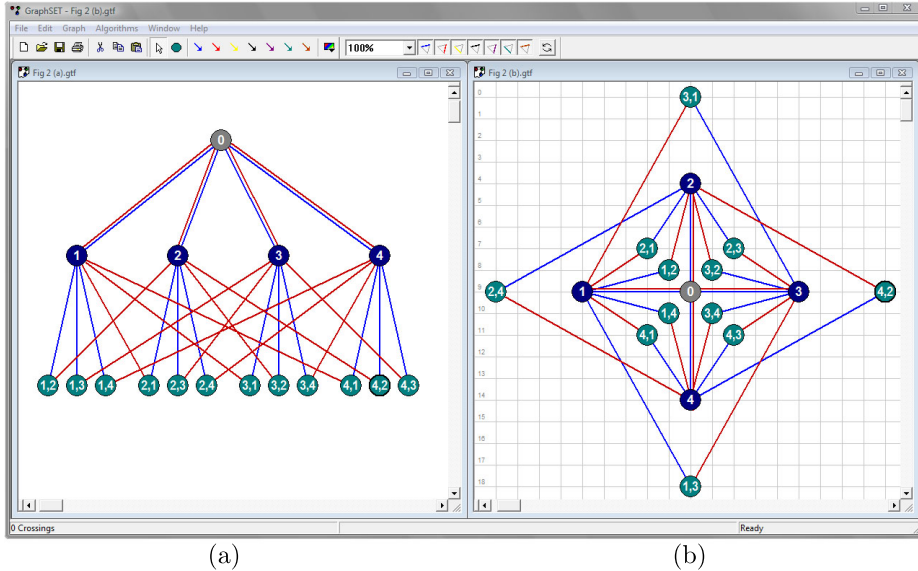 GraphSET - Fig 2 (b).gtf
File Edit Graph Algorithms Window Help
100%
Fig 2 (a).gtf
0
1 2 3 4
1,2 1,3 1,4 2,1 2,3 2,4 3,1 3,2 3,4 4,1 4,2 4,3
Fig 2 (b).gtf
0
3,1
1
2
3
4
2
5
6
7
2,1 2,3
8
1,2 3,2
9
2,4 1 0 3 4,2
10
1,4 3,4
11
4,1 4,3
12
13
14
4
15
16
17
18
1,3
0 Crossings
Ready
(a)
(b)